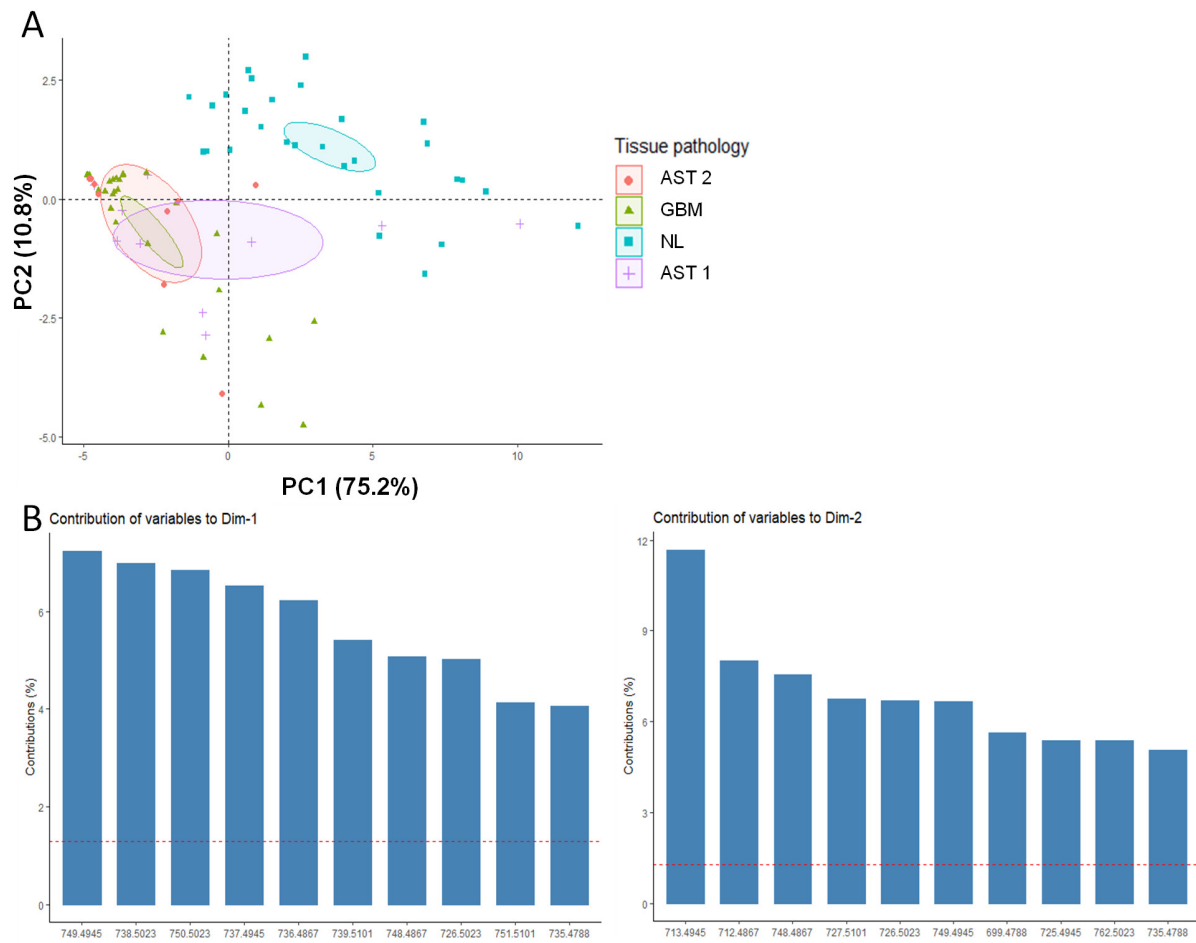 A
2.5
0.0
-2.5
-5.0
PC2 (10.8%)
-5
0
5
10
PC1 (75.2%)
Tissue pathology
AST 2
GBM
NL
AST 1
B
Contribution of variables to Dim-1
Contributions (%)
6
4
2
0
749.4945 738.5023 750.5023 737.4945 736.4867 739.5101 748.4867 726.5023 751.5101 735.4788
Contribution of variables to Dim-2
Contributions (%)
12
9
6
3
0
713.4945 712.4867 748.4867 727.5101 726.5023 749.4945 699.4788 725.4945 762.5023 735.4788